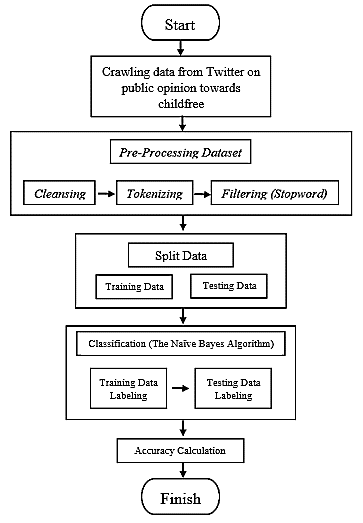 Start
Crawling data from Twitter on
public opinion towards
childfree
Pre-Processing Dataset
Cleansing
Tokenizing
Filtering (Stopword)
Split Data
Training Data
Testing Data
Classification (The Naïve Bayes Algorithm)
Training Data
Labeling
Testing Data
Labeling
Accuracy Calculation
Finish